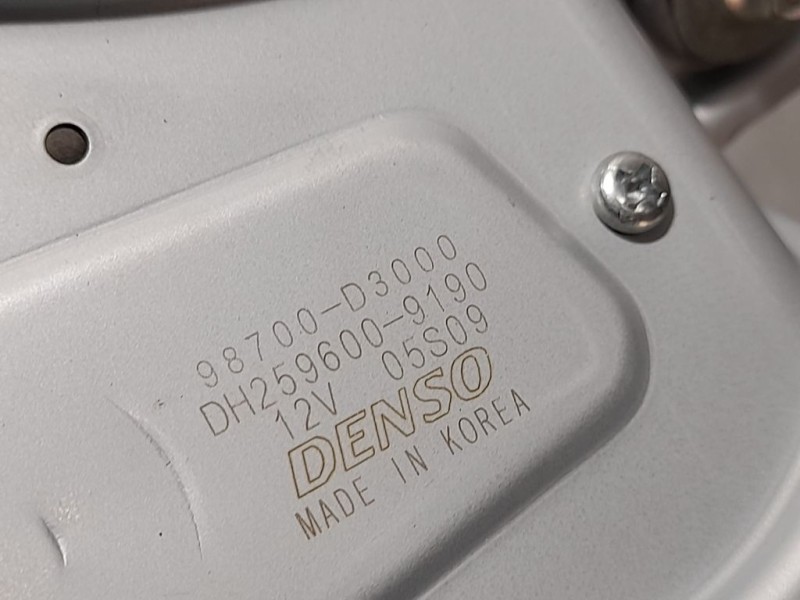 98700-D3000
DH259600-9190
12V 05S09
DENSO
MADE IN KOREA